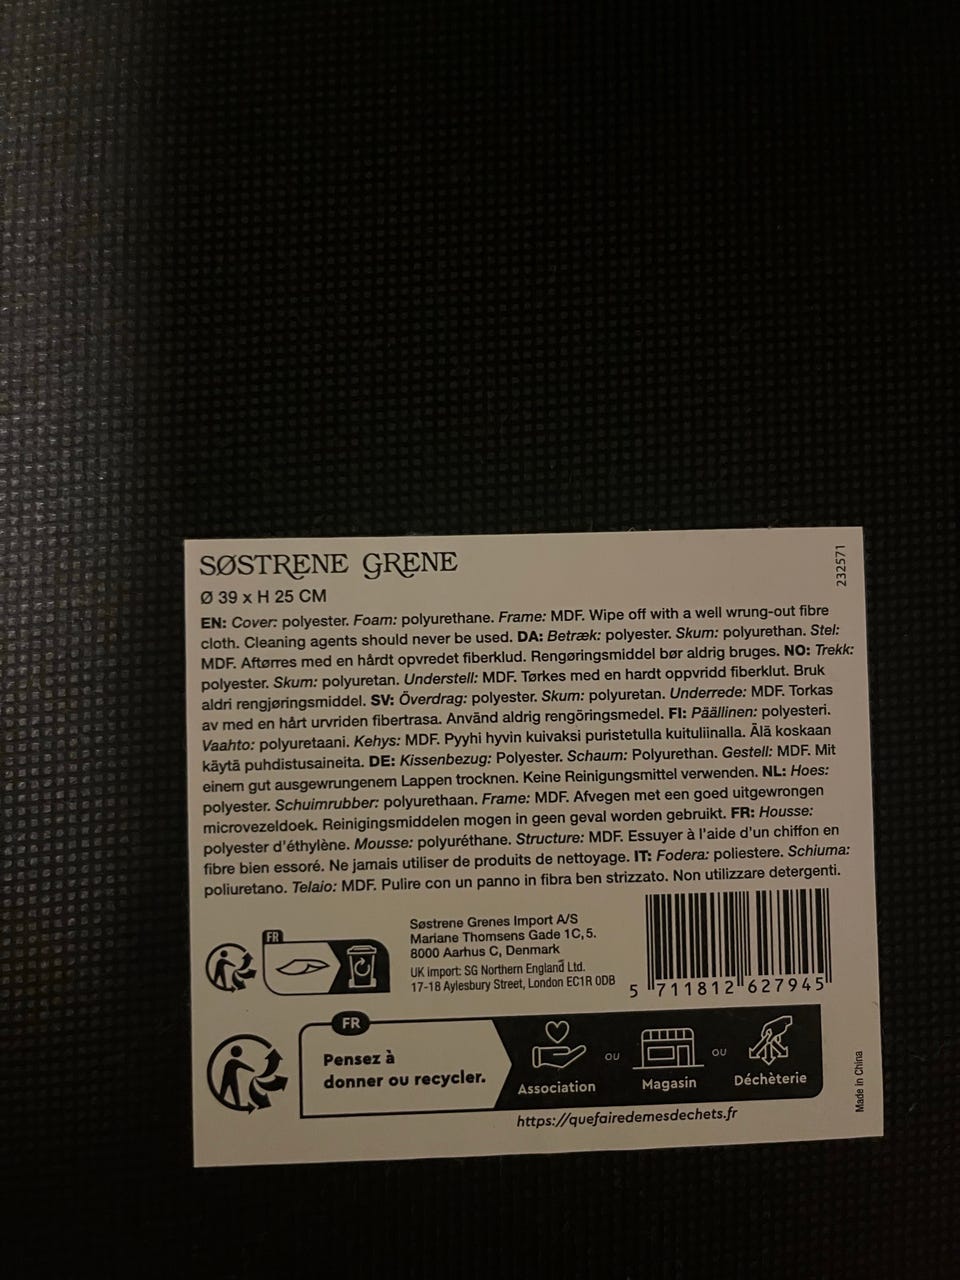 SØSTRENE GRENE
232571
Ø 39 x H 25 CM
EN: Cover: polyester. Foam: polyurethane. Frame: MDF. Wipe off with a well wrung-out fibre
cloth. Cleaning agents should never be used. DA: Betræk: polyester. Skum: polyurethan. Stel:
MDF. Aftørres med en hårdt opvredet fiberklud. Rengøringsmiddel bør aldrig bruges. NO: Trekk:
polyester. Skum: polyuretan. Understell: MDF. Tørkes med en hardt oppvridd fiberklut. Bruk
aldri rengjøringsmiddel. SV: Överdrag: polyester. Skum: polyuretan. Underrede: MDF. Torkas
av med en hårt urvriden fibertrasa. Använd aldrig rengöringsmedel. FI: Päällinen: polyesteri.
Vaahto: polyuretaani. Kehys: MDF. Pyyhi hyvin kuivaksi puristetulla kuituliinalla. Älä koskaan
käytä puhdistusaineita. DE: Kissenbezug: Polyester. Schaum: Polyurethan. Gestell: MDF. Mit
einem gut ausgewrungenem Lappen trocknen. Keine Reinigungsmittel verwenden. NL: Hoes:
polyester. Schuimrubber: polyurethaan. Frame: MDF. Afvegen met een goed uitgewrongen
microvezeldoek. Reinigingsmiddelen mogen in geen geval worden gebruikt. FR: Housse:
polyester d'éthylène. Mousse: polyuréthane. Structure: MDF. Essuyer à l'aide d'un chiffon en
fibre bien essoré. Ne jamais utiliser de produits de nettoyage. IT: Fodera: poliestere. Schiuma:
poliuretano. Telaio: MDF. Pulire con un panno in fibra ben strizzato. Non utilizzare detergenti.
FR
Søstrene Grenes Import A/S
Mariane Thomsens Gade 1C, 5.
8000 Aarhus C, Denmark
UK import: SG Northern England Ltd.
17-18 Aylesbury Street, London EC1R 0DB
5 711812 627945
FR
Pensez à
donner ou recycler.
Association
OU
Magasin
OU
Déchèterie
https://quefairedemesdechets.fr
Made in China